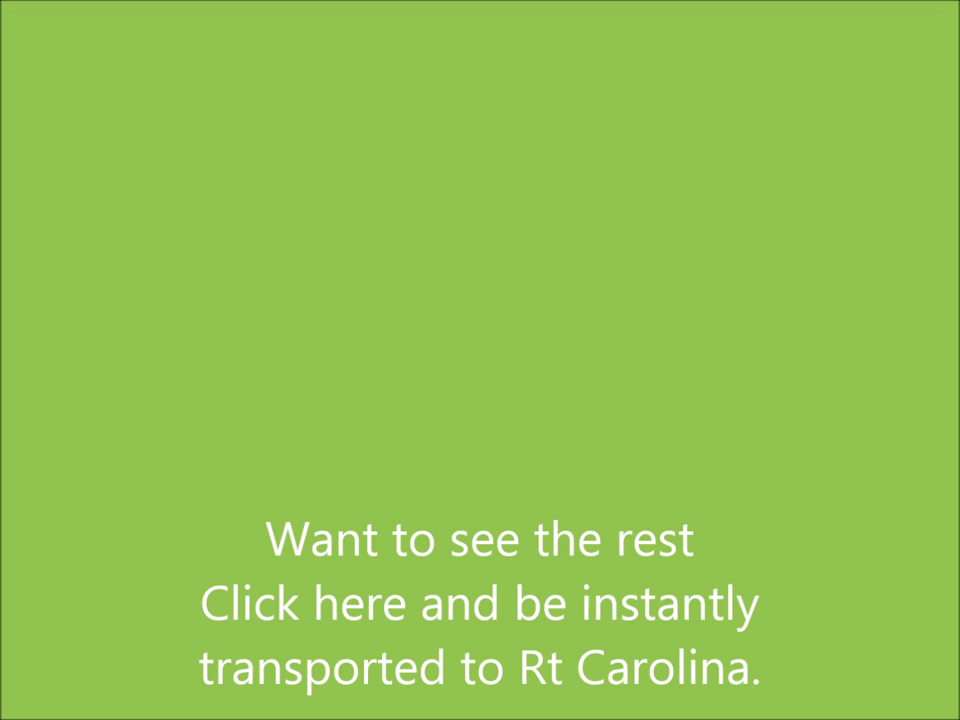 Want to see the rest
Click here and be instantly
transported to Rt Carolina.